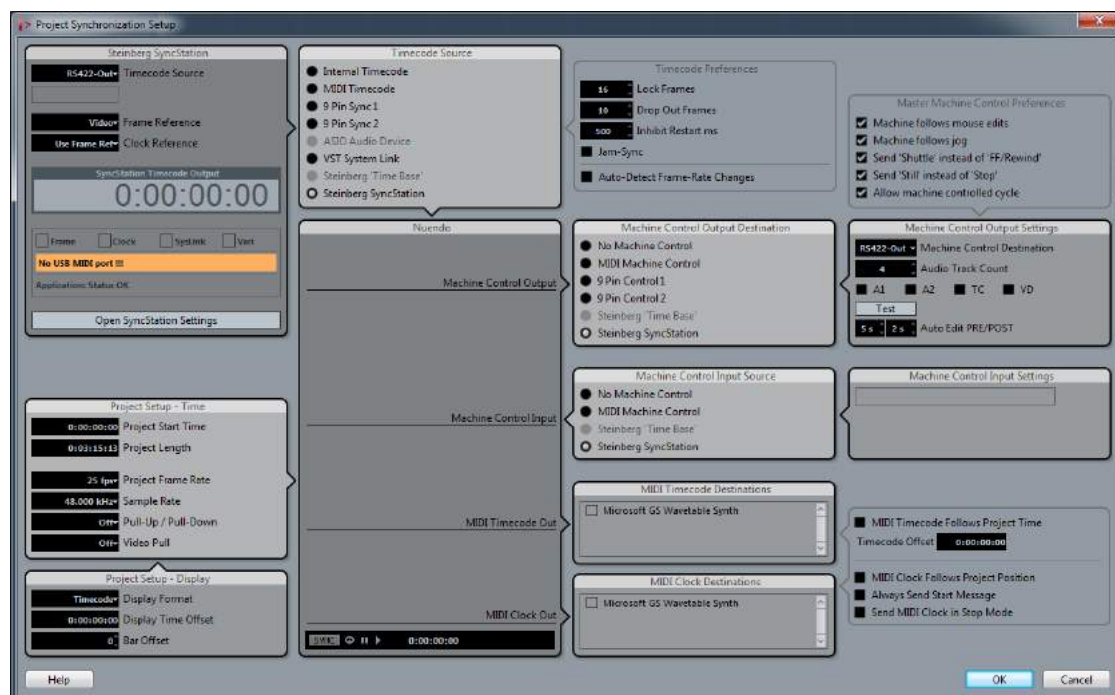 Project Synchronization Setup
Steinberg SyncStation
RS422-Out Timecode Source
Video Frame Reference
Use Frame Ref Clock Reference
SyncStation Timecode Output
0:00:00:00
Frame Clock SysLink Vari
No USB MIDI port !!!
Application: Status OK
Open SyncStation Settings
Project Setup - Time
0:00:00:00 Project Start Time
0:03:15:13 Project Length
25 fps Project Frame Rate
48.000 kHz Sample Rate
Off Pull-Up / Pull-Down
Off Video Pull
Project Setup - Display
Timecode Display Format
0:00:00:00 Display Time Offset
0 Bar Offset
Help
Timecode Source
Internal Timecode
MIDI Timecode
9 Pin Sync 1
9 Pin Sync 2
ASIO Audio Device
VST System Link
Steinberg 'Time Base'
Steinberg SyncStation
Nuendo
Machine Control Output
Machine Control Input
MIDI Timecode Out
MIDI Clock Out
SYNC 0:00:00:00
Timecode Preferences
16 Lock Frames
10 Drop Out Frames
500 Inhibit Restart ms
Jam-Sync
Auto-Detect Frame-Rate Changes
Machine Control Output Destination
No Machine Control
MIDI Machine Control
9 Pin Control 1
9 Pin Control 2
Steinberg 'Time Base'
Steinberg SyncStation
Machine Control Input Source
No Machine Control
MIDI Machine Control
Steinberg 'Time Base'
Steinberg SyncStation
MIDI Timecode Destinations
Microsoft GS Wavetable Synth
MIDI Clock Destinations
Microsoft GS Wavetable Synth
Master Machine Control Preferences
Machine follows mouse edits
Machine follows jog
Send 'Shuttle' instead of 'FF/Rewind'
Send 'Still' instead of 'Stop'
Allow machine controlled cycle
Machine Control Output Settings
RS422-Out Machine Control Destination
4 Audio Track Count
A1 A2 TC VD
Test
5 s 2 s Auto Edit PRE/POST
Machine Control Input Settings
MIDI Timecode Follows Project Time
Timecode Offset 0:00:00:00
MIDI Clock Follows Project Position
Always Send Start Message
Send MIDI Clock in Stop Mode
OK Cancel